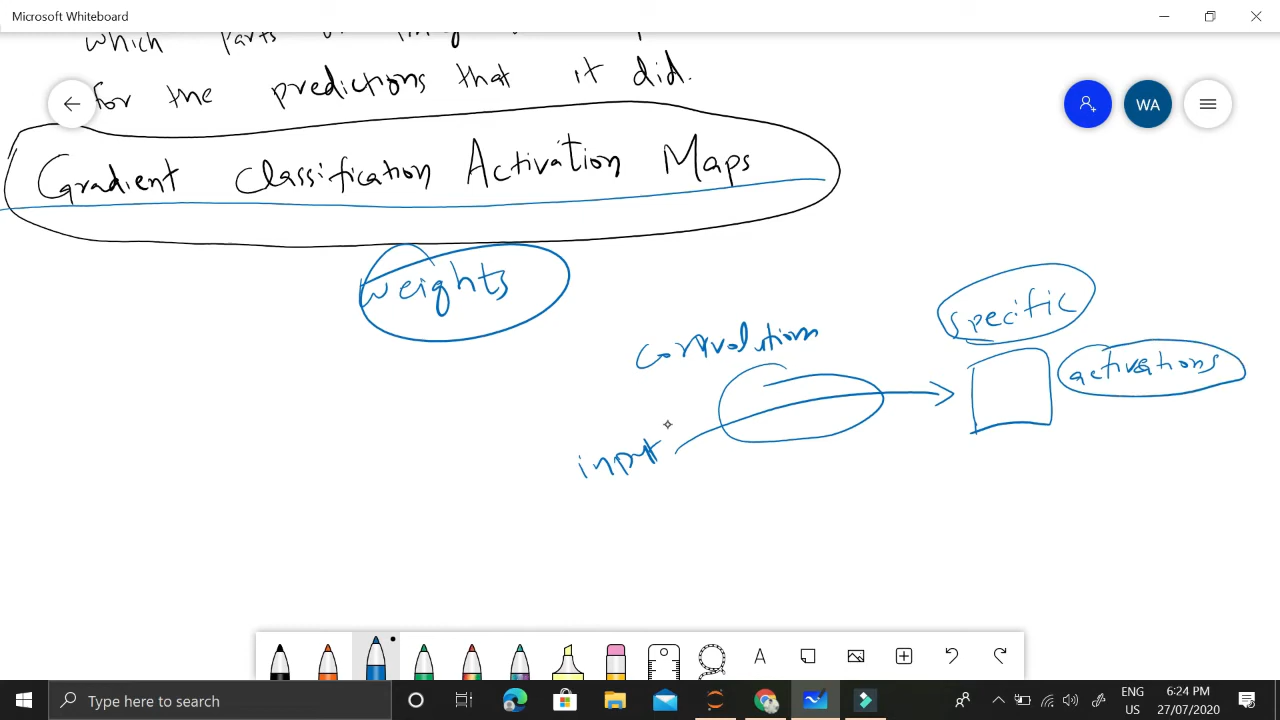 Microsoft Whiteboard
which parts
for the predictions that it did.
Gradient Classification Activation Maps
weights
specific
convolution
activations
input
WA
A
Type here to search
ENG
US
6:24 PM
27/07/2020